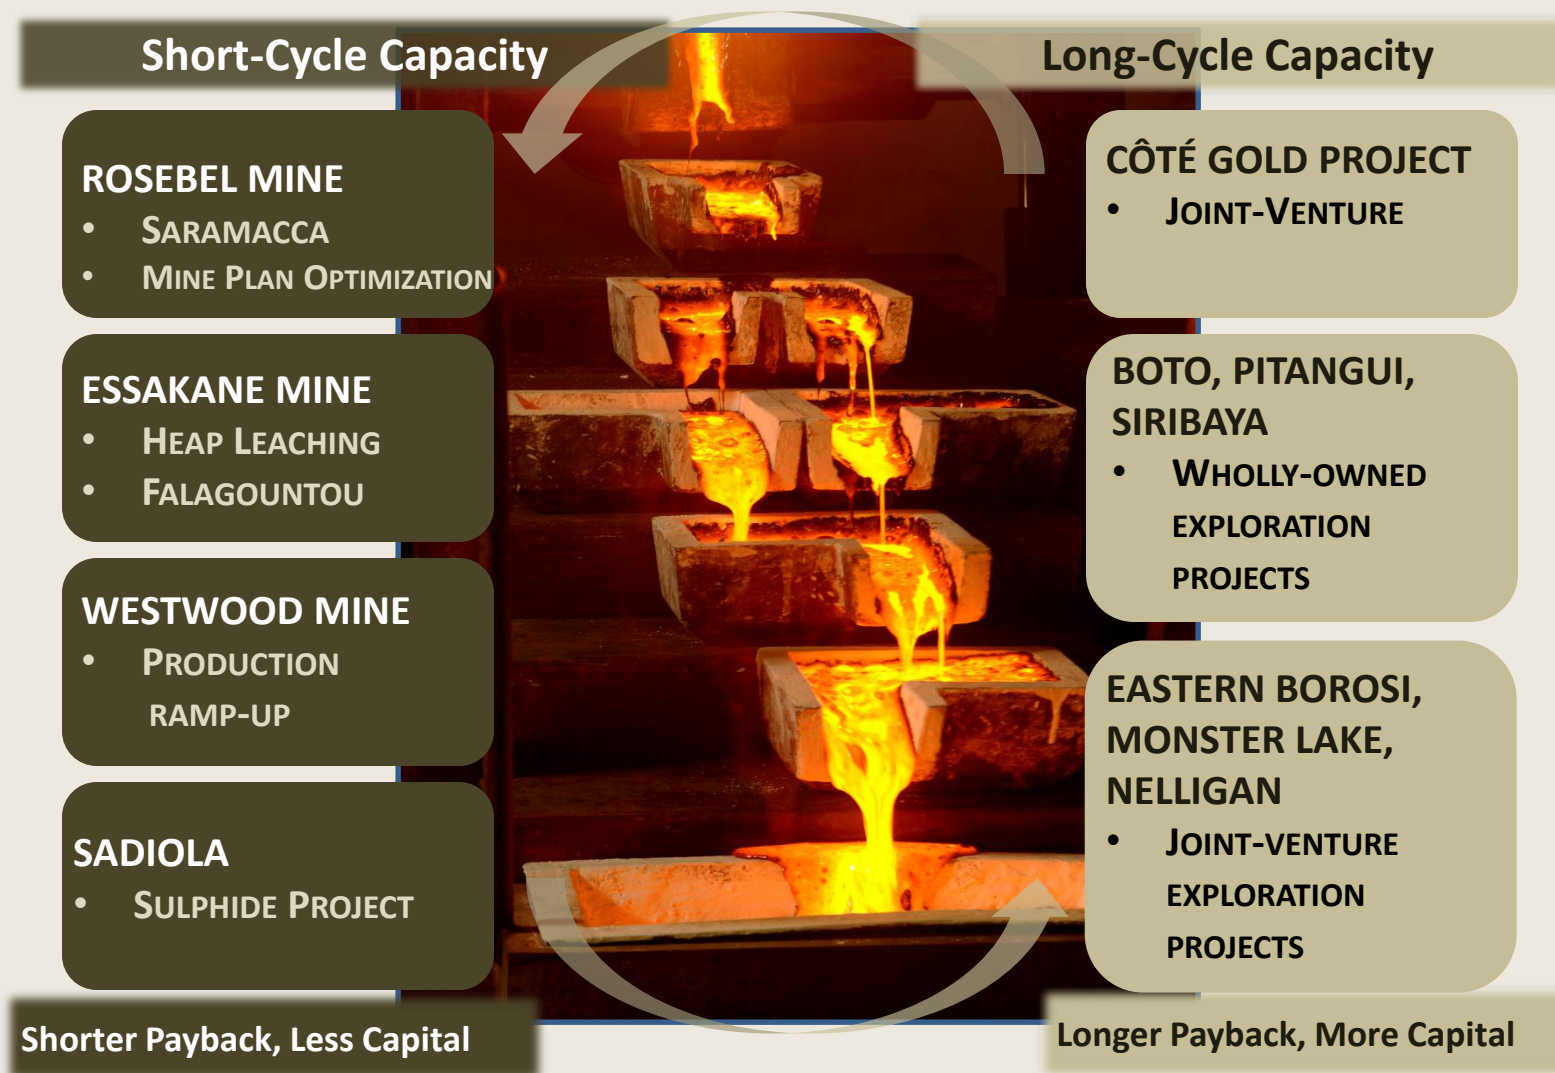 Short-Cycle Capacity
ROSEBEL MINE
• SARAMACCA
• MINE PLAN OPTIMIZATION
ESSAKANE MINE
• HEAP LEACHING
• FALAGOUNTOU
WESTWOOD MINE
• PRODUCTION
RAMP-UP
SADIOLA
• SULPHIDE PROJECT
Shorter Payback, Less Capital
Long-Cycle Capacity
CÔTÉ GOLD PROJECT
• JOINT-VENTURE
BOTO, PITANGUI,
SIRIBAYA
• WHOLLY-OWNED
EXPLORATION
PROJECTS
EASTERN BOROSI,
MONSTER LAKE,
NELLIGAN
• JOINT-VENTURE
EXPLORATION
PROJECTS
Longer Payback, More Capital